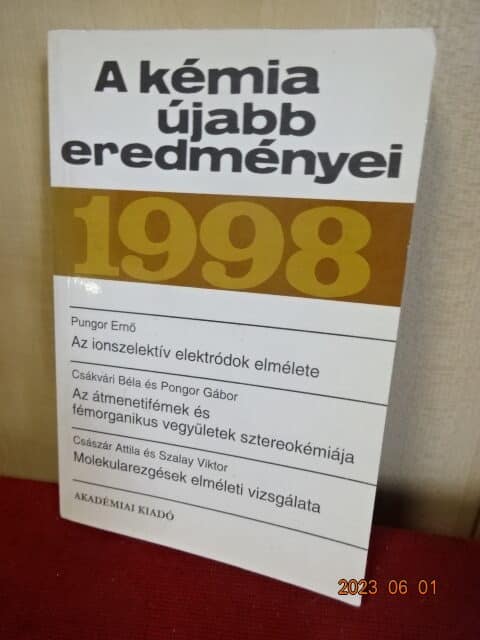 A kémia
újabb
eredményei
1998
Pungor Ernő
Az ionszelektív elektródok elmélete
Csákvári Béla és Pongor Gábor
Az átmenetifémek és
fémorganikus vegyületek sztereokémiája
Császár Attila és Szalay Viktor
Molekularezgések elméleti vizsgálata
AKADÉMIAI KIADÓ
2023 06 01